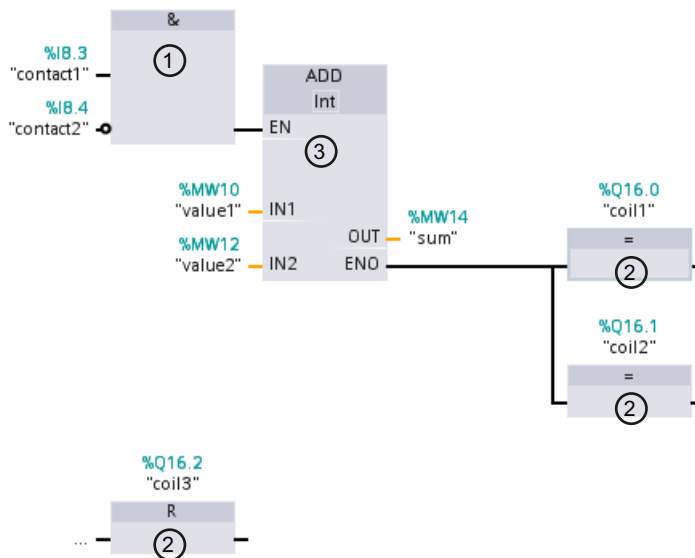 &
1
%I8.3
"contact1"
%I8.4
"contact2"
ADD
Int
EN
3
%MW10
"value1"
IN1
%MW14
OUT
"sum"
%MW12
"value2"
IN2
ENO
%Q16.0
"coil1"
=
2
%Q16.1
"coil2"
=
2
%Q16.2
"coil3"
R
...
2